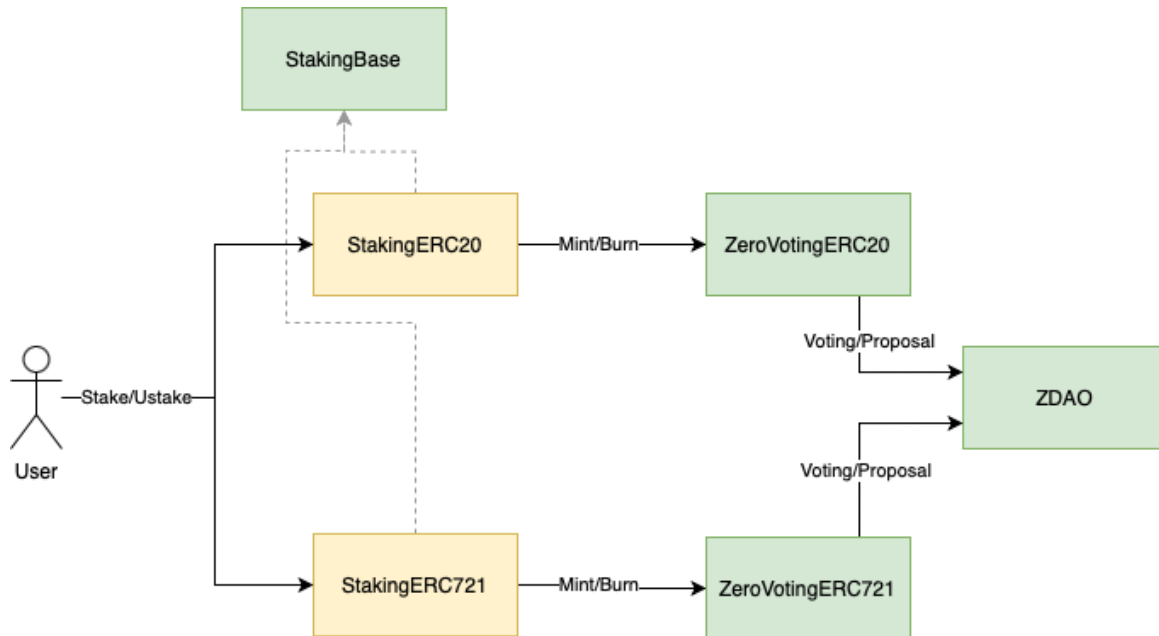 StakingBase
StakingERC20
Mint/Burn
ZeroVotingERC20
Voting/Proposal
ZDAO
Stake/Ustake
User
Voting/Proposal
StakingERC721
Mint/Burn
ZeroVotingERC721